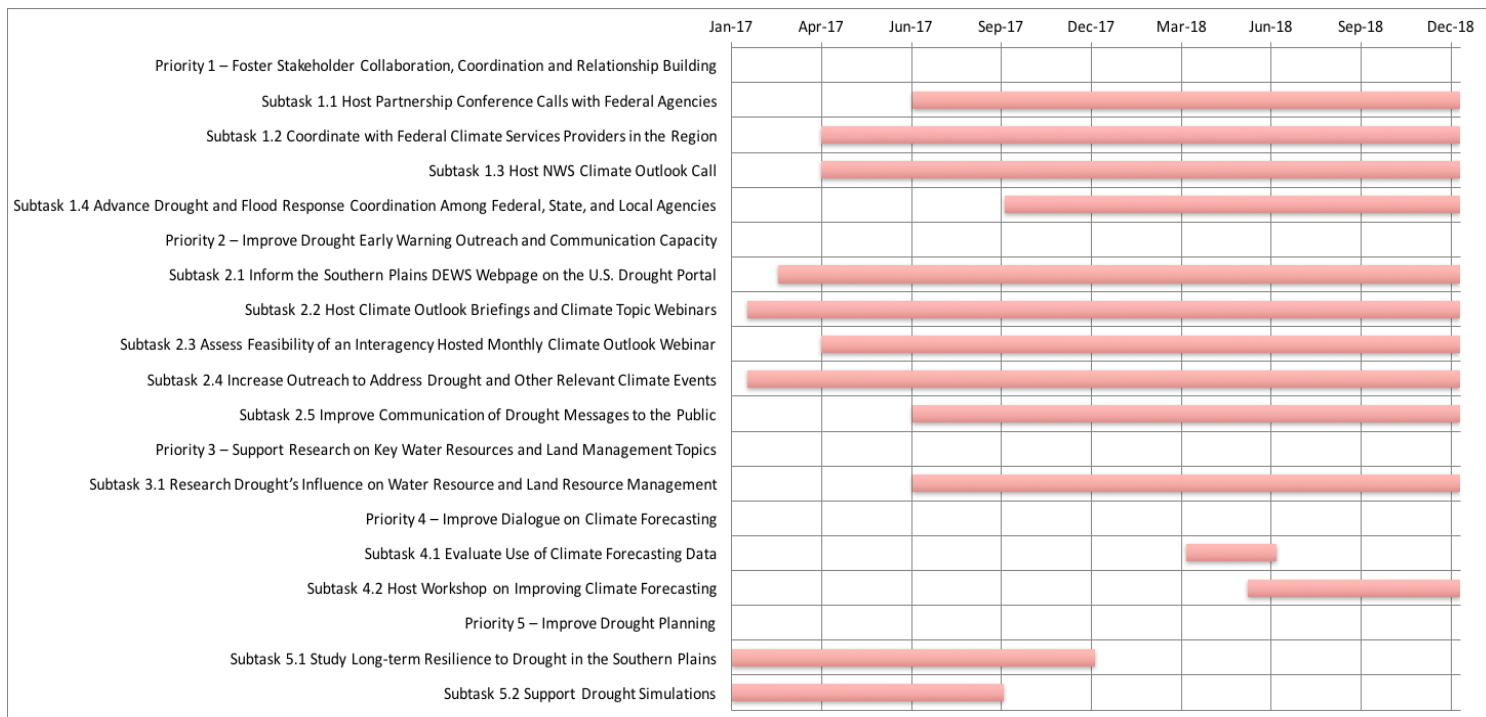 Jan-17 Apr-17 Jun-17 Sep-17 Dec-17 Mar-18 Jun-18 Sep-18 Dec-18
Priority 1 – Foster Stakeholder Collaboration, Coordination and Relationship Building
Subtask 1.1 Host Partnership Conference Calls with Federal Agencies
Subtask 1.2 Coordinate with Federal Climate Services Providers in the Region
Subtask 1.3 Host NWS Climate Outlook Call
Subtask 1.4 Advance Drought and Flood Response Coordination Among Federal, State, and Local Agencies
Priority 2 – Improve Drought Early Warning Outreach and Communication Capacity
Subtask 2.1 Inform the Southern Plains DEWS Webpage on the U.S. Drought Portal
Subtask 2.2 Host Climate Outlook Briefings and Climate Topic Webinars
Subtask 2.3 Assess Feasibility of an Interagency Hosted Monthly Climate Outlook Webinar
Subtask 2.4 Increase Outreach to Address Drought and Other Relevant Climate Events
Subtask 2.5 Improve Communication of Drought Messages to the Public
Priority 3 – Support Research on Key Water Resources and Land Management Topics
Subtask 3.1 Research Drought's Influence on Water Resource and Land Resource Management
Priority 4 – Improve Dialogue on Climate Forecasting
Subtask 4.1 Evaluate Use of Climate Forecasting Data
Subtask 4.2 Host Workshop on Improving Climate Forecasting
Priority 5 – Improve Drought Planning
Subtask 5.1 Study Long-term Resilience to Drought in the Southern Plains
Subtask 5.2 Support Drought Simulations